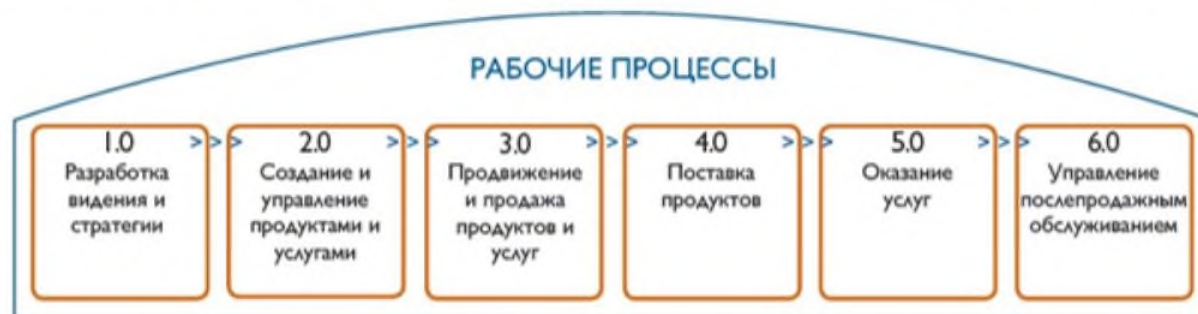 РАБОЧИЕ ПРОЦЕССЫ
1.0 >>>
Разработка
видения и
стратегии
2.0 >>>
Создание и
управление
продуктами и
услугами
3.0 >>>
Продвижение
и продажа
продуктов и
услуг
4.0 >>>
Поставка
продуктов
5.0 >>>
Оказание
услуг
6.0
Управление
послепродажным
обслуживанием